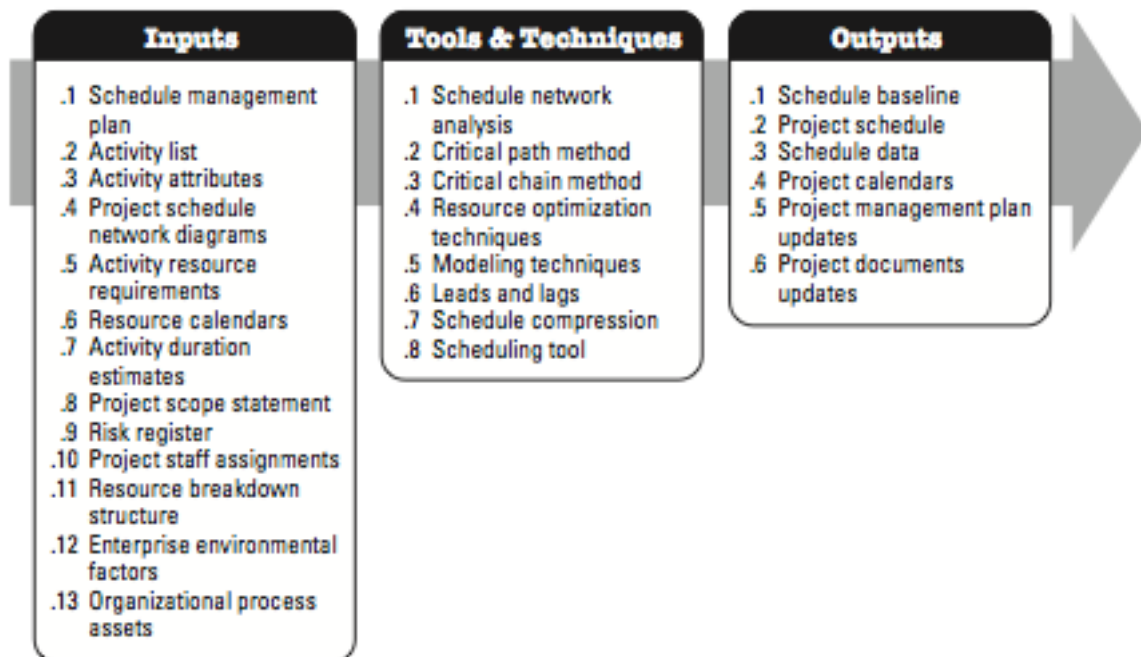 Inputs
.1 Schedule management
plan
.2 Activity list
.3 Activity attributes
.4 Project schedule
network diagrams
.5 Activity resource
requirements
.6 Resource calendars
.7 Activity duration
estimates
.8 Project scope statement
.9 Risk register
.10 Project staff assignments
.11 Resource breakdown
structure
.12 Enterprise environmental
factors
.13 Organizational process
assets
Tools & Techniques
.1 Schedule network
analysis
.2 Critical path method
.3 Critical chain method
.4 Resource optimization
techniques
.5 Modeling techniques
.6 Leads and lags
.7 Schedule compression
.8 Scheduling tool
Outputs
.1 Schedule baseline
.2 Project schedule
.3 Schedule data
.4 Project calendars
.5 Project management plan
updates
.6 Project documents
updates